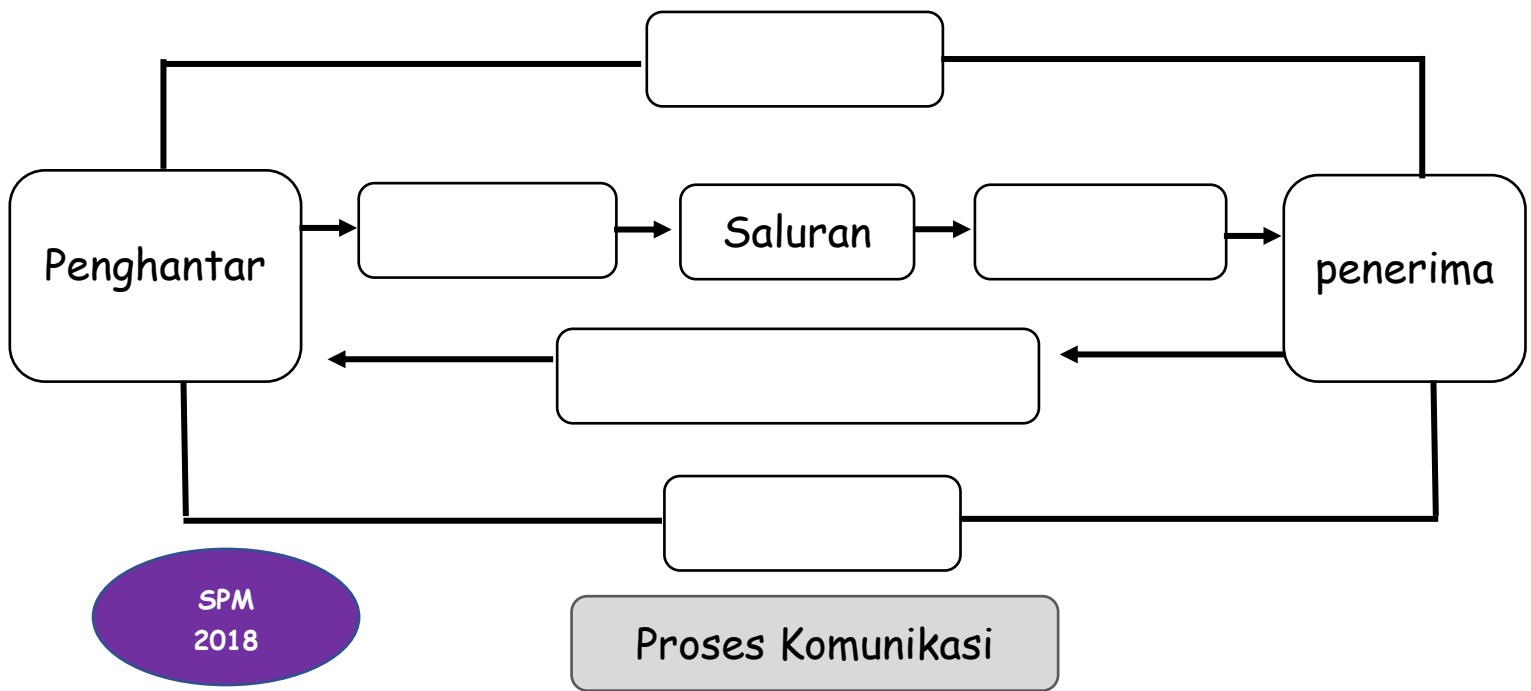 Penghantar
Saluran
penerima
SPM
2018
Proses Komunikasi